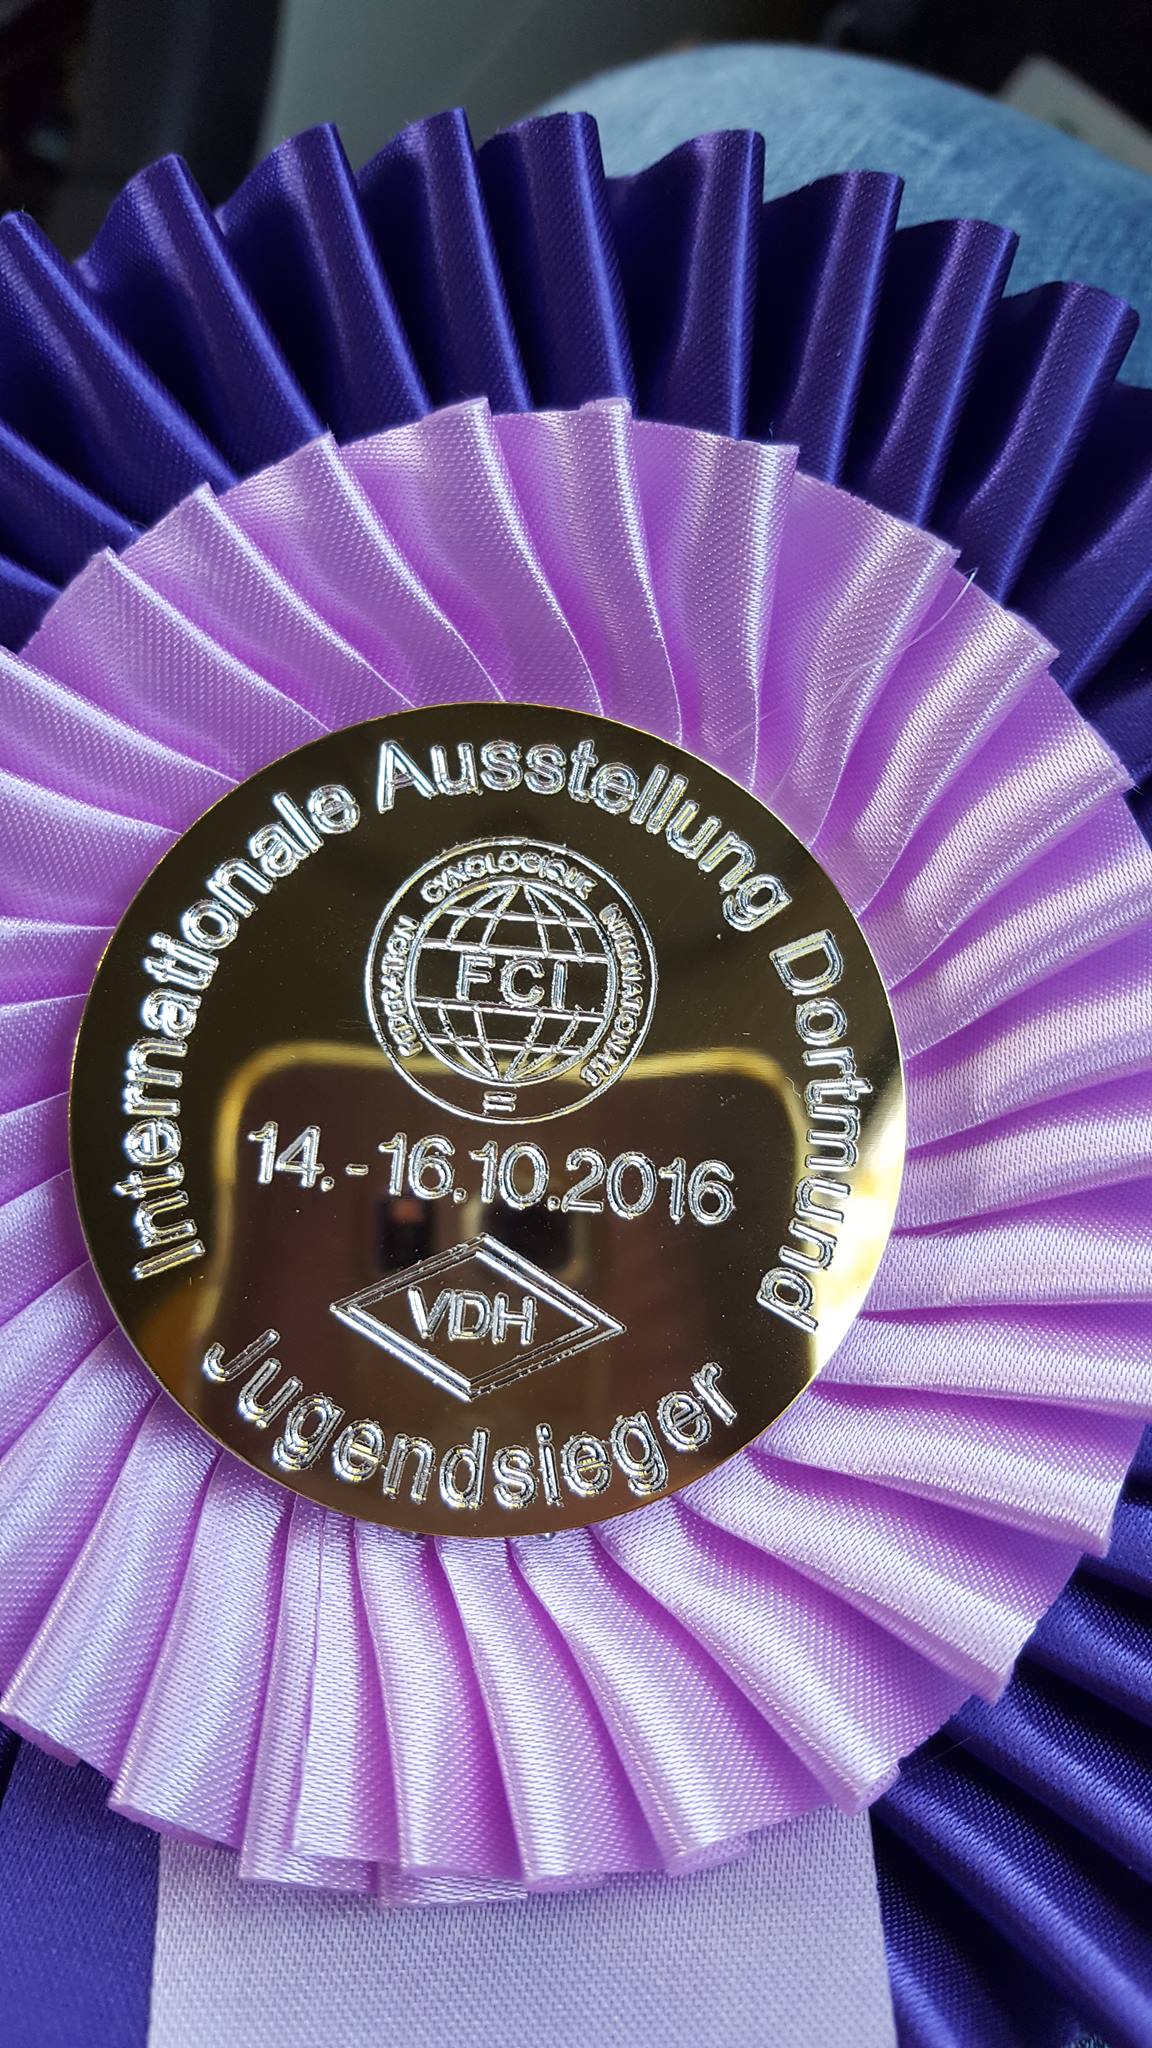 Internationale Ausstellung Dortmund
FEDERATION CYNOLOGIQUE INTERNATIONALE
FCI
14.-16.10.2016
VDH
Jugendsieger